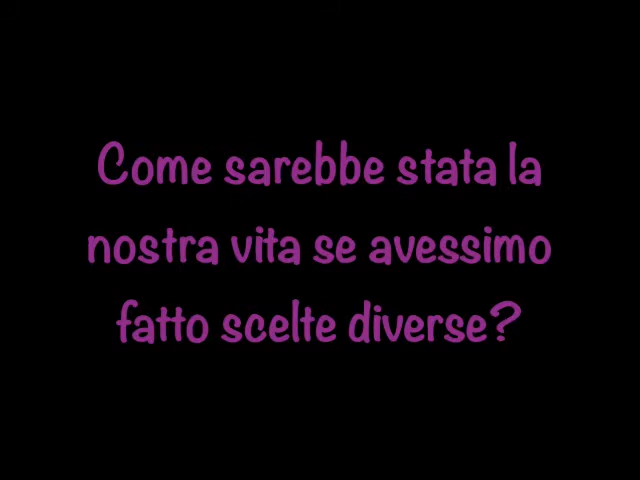 Come sarebbe stata la
nostra vita se avessimo
fatto scelte diverse?